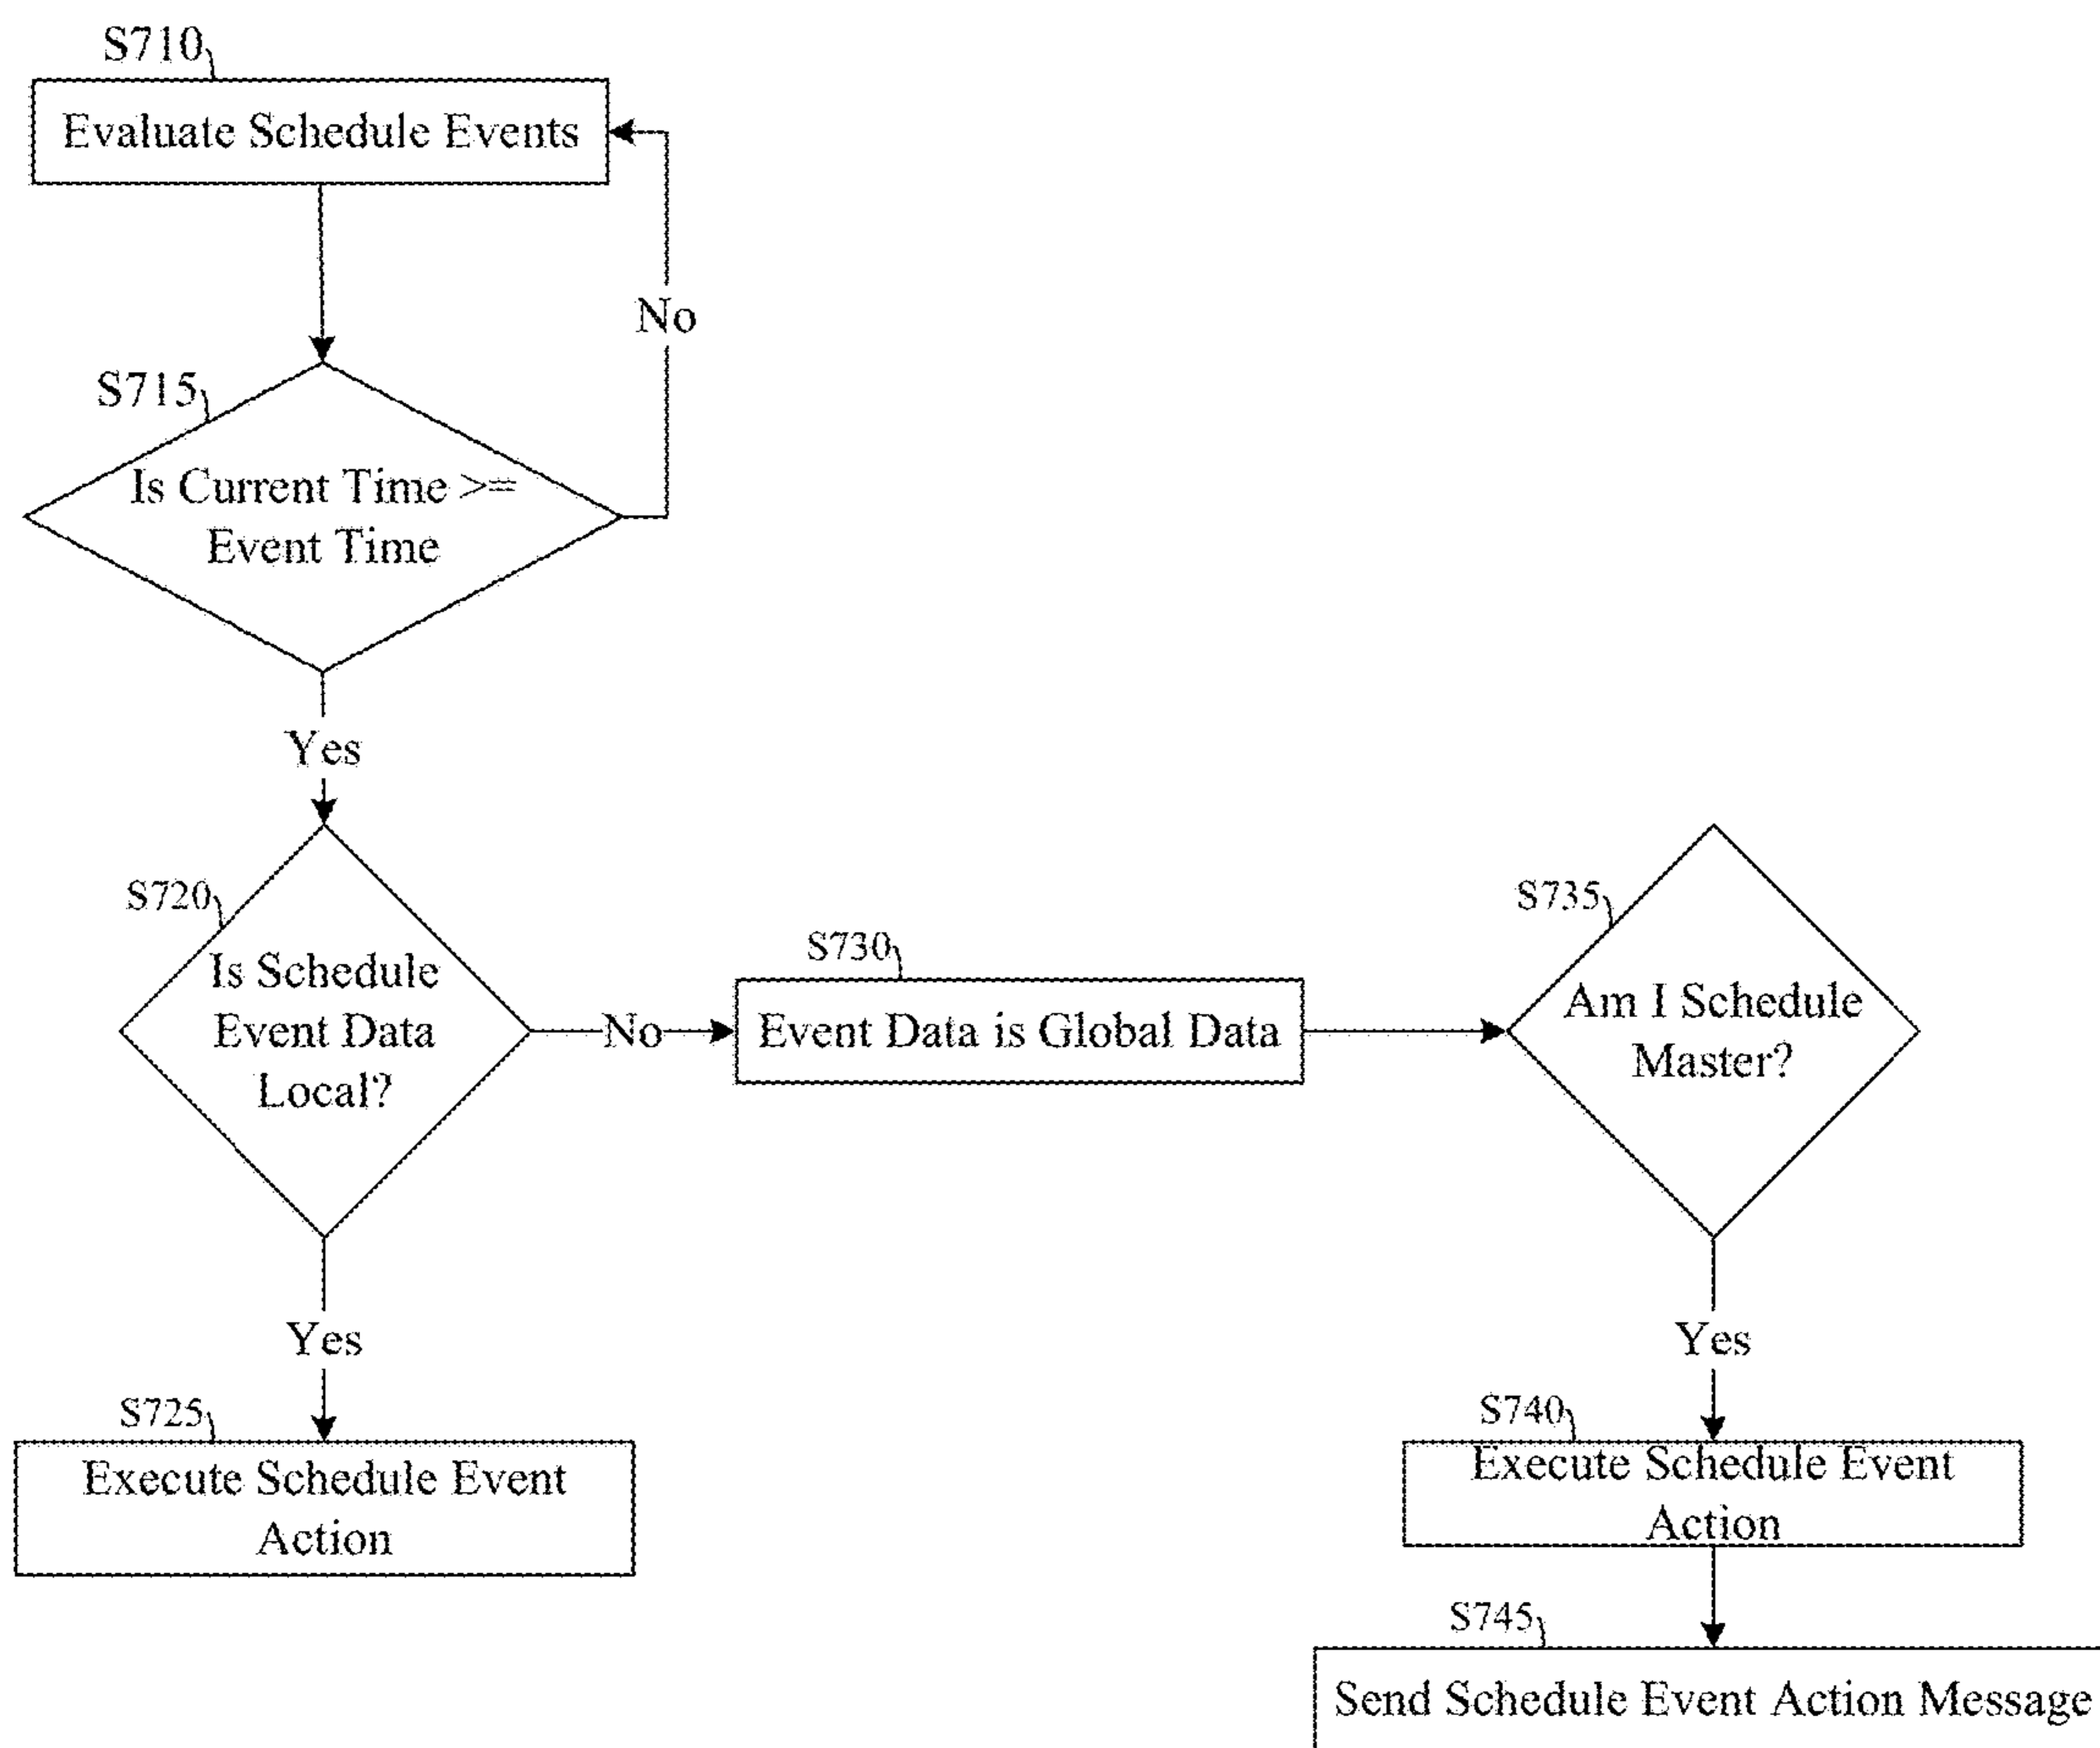 S710
Evaluate Schedule Events
No
S715
Is Current Time >=
Event Time
Yes
S720
Is Schedule
Event Data
Local?
No
S730
Event Data is Global Data
S735
Am I Schedule
Master?
Yes
S725
Execute Schedule Event
Action
Yes
S740
Execute Schedule Event
Action
S745
Send Schedule Event Action Message